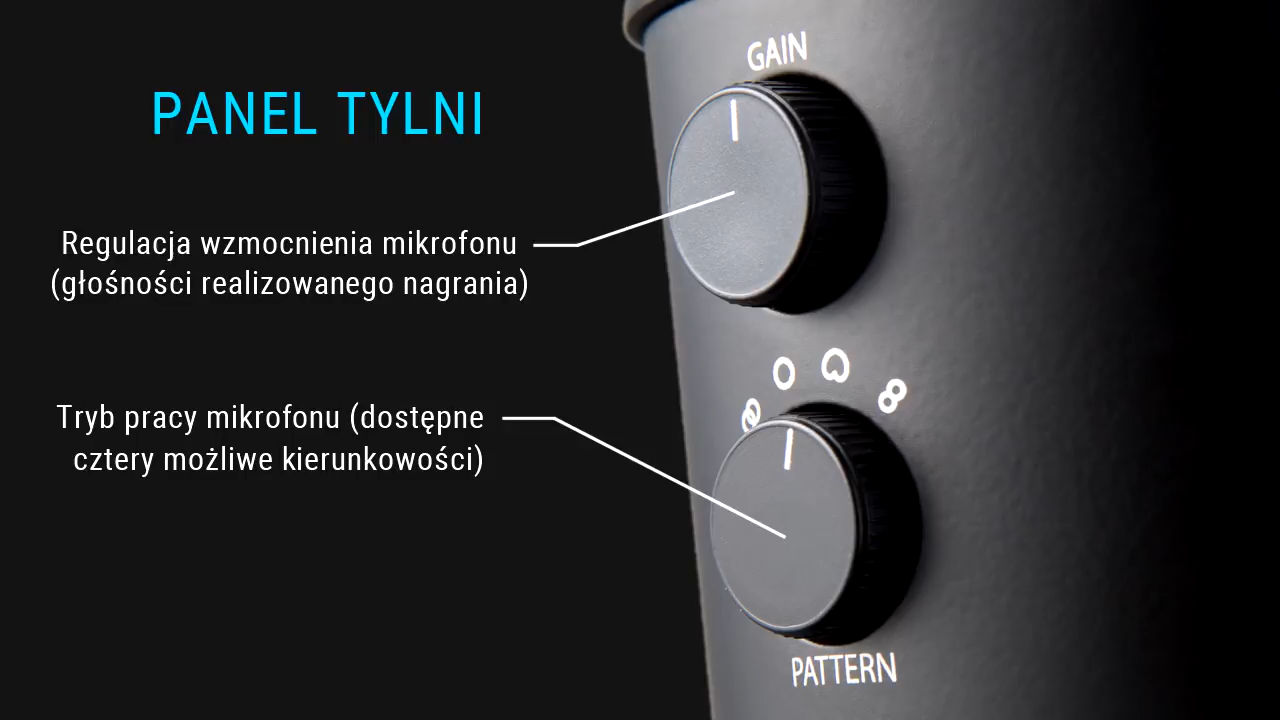 PANEL TYLNI
GAIN
Regulacja wzmocnienia mikrofonu
(głośności realizowanego nagrania)
Tryb pracy mikrofonu (dostępne
cztery możliwe kierunkowości)
PATTERN